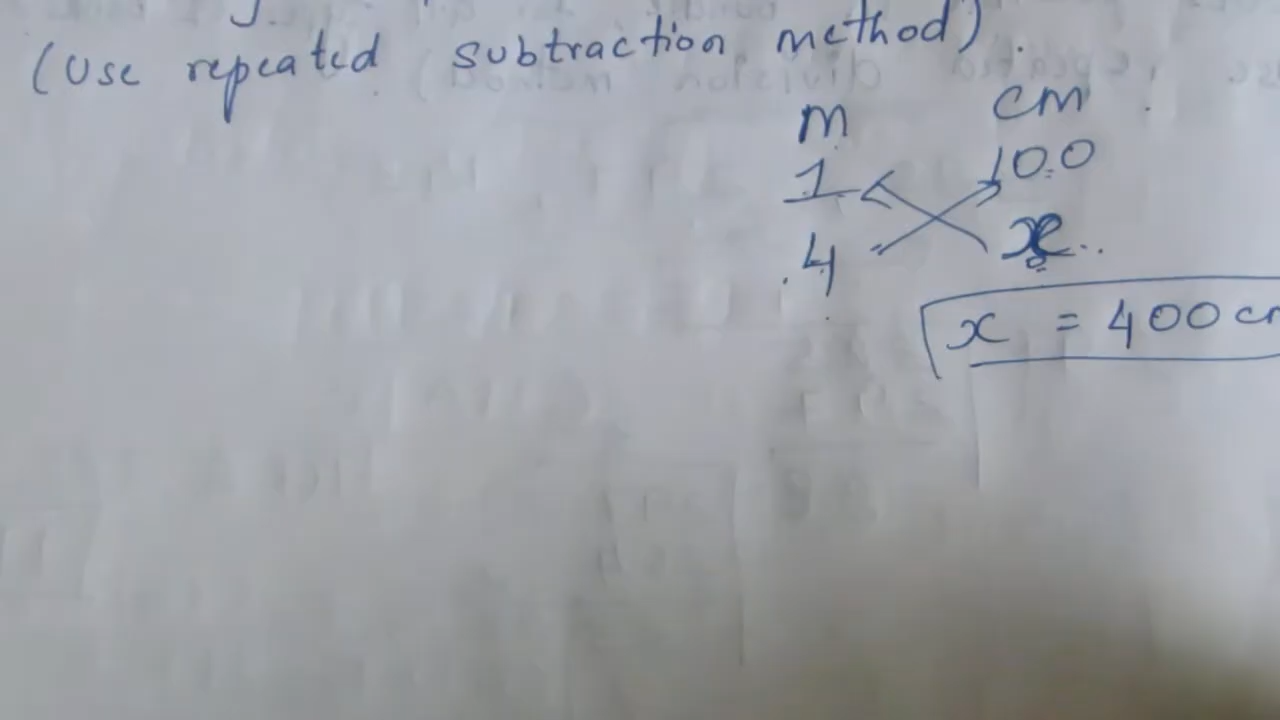 (Use repeated subtraction method).
m cm
1 100
4 x
x = 400 cm